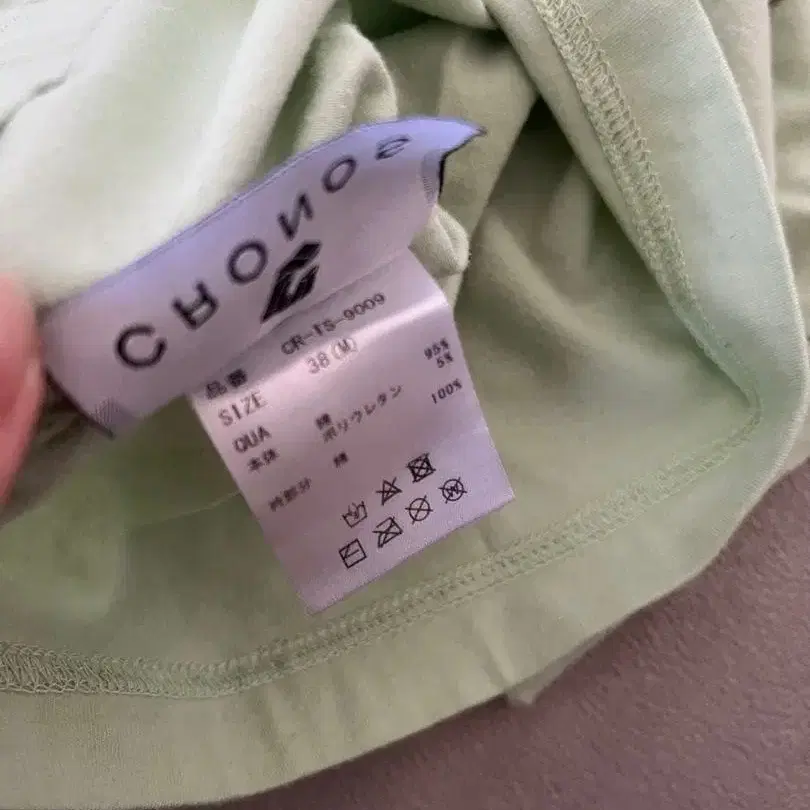 CRONOS
品番 CR-TS-9009
SIZE 38(M)
QUA
本体 綿 95%
ポリウレタン 5%
綿 100%